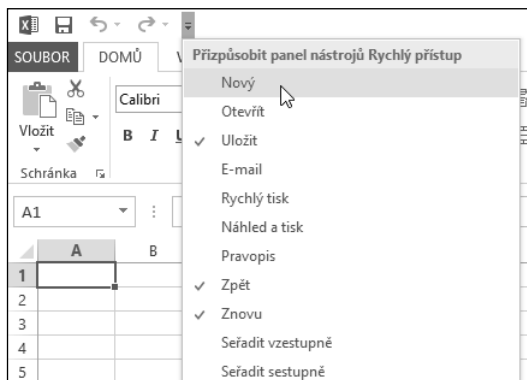 SOUBOR DOMŮ V
Přizpůsobit panel nástrojů Rychlý přístup
Nový
Otevřít
Uložit
E-mail
Rychlý tisk
Náhled a tisk
Pravopis
Zpět
Znovu
Seřadit vzestupně
Seřadit sestupně
Vložit
Calibri
B I U
Schránka
A1
A B
1
2
3
4
5